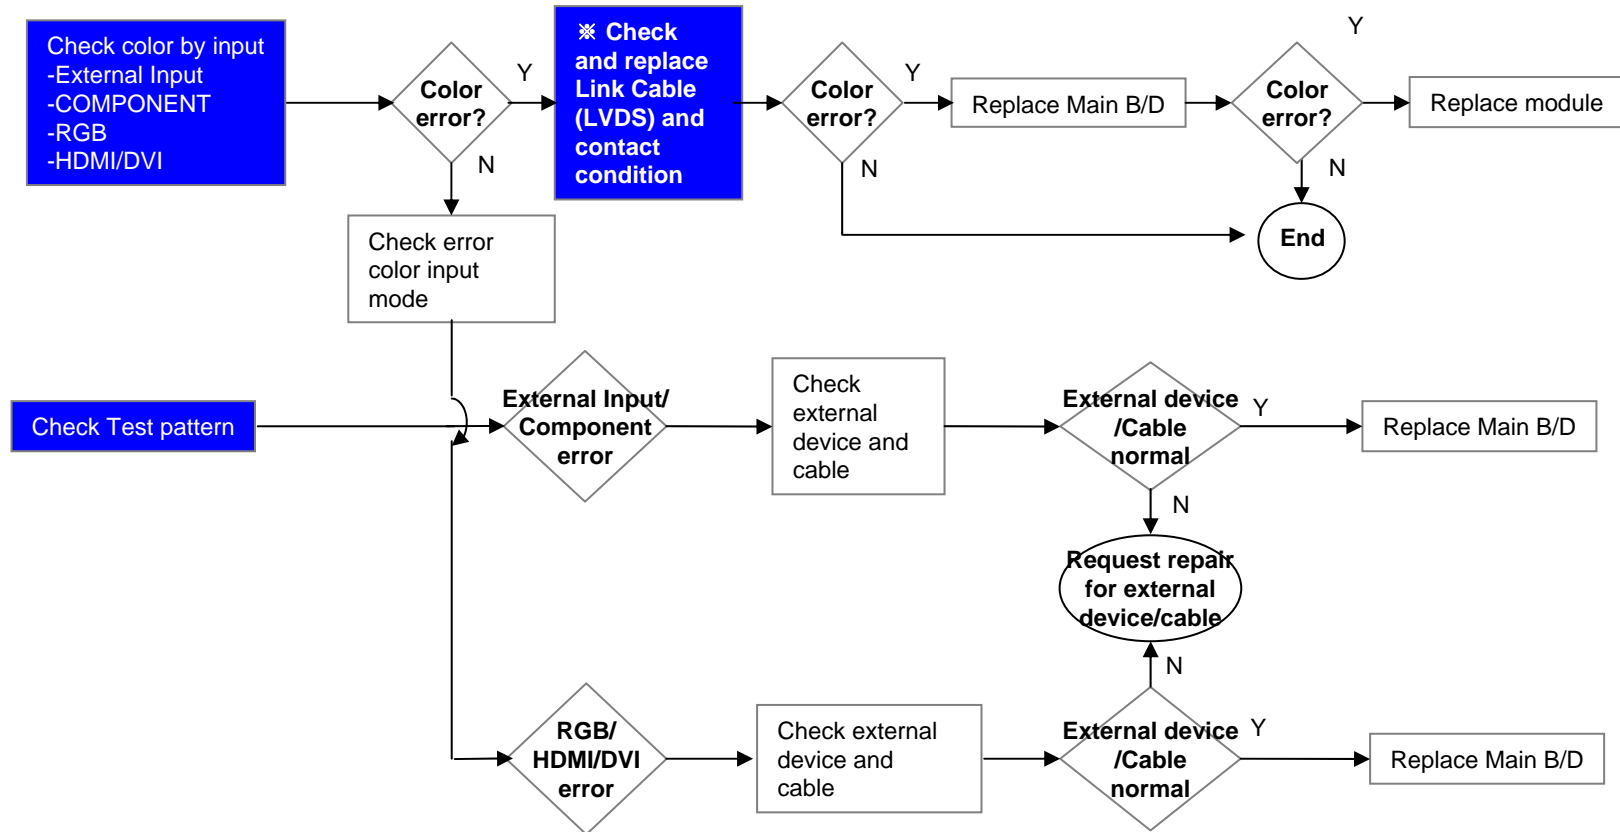 Check color by input
-External Input
-COMPONENT
-RGB
-HDMI/DVI
Color
error?
Y
N
※ Check
and replace
Link Cable
(LVDS) and
contact
condition
Color
error?
Y
N
Replace Main B/D
Color
error?
Y
N
Replace module
End
Check error
color input
mode
Check Test pattern
External Input/
Component
error
Check
external
device and
cable
External device
/Cable
normal
Y
N
Replace Main B/D
Request repair
for external
device/cable
N
RGB/
HDMI/DVI
error
Check external
device and
cable
External device
/Cable
normal
Y
Replace Main B/D